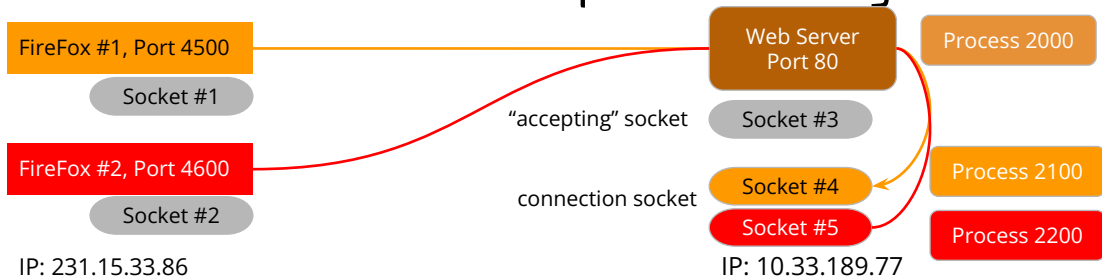 FireFox #1, Port 4500
Socket #1
FireFox #2, Port 4600
Socket #2
IP: 231.15.33.86
Web Server
Port 80
Process 2000
“accepting” socket
Socket #3
connection socket
Socket #4
Socket #5
Process 2100
Process 2200
IP: 10.33.189.77